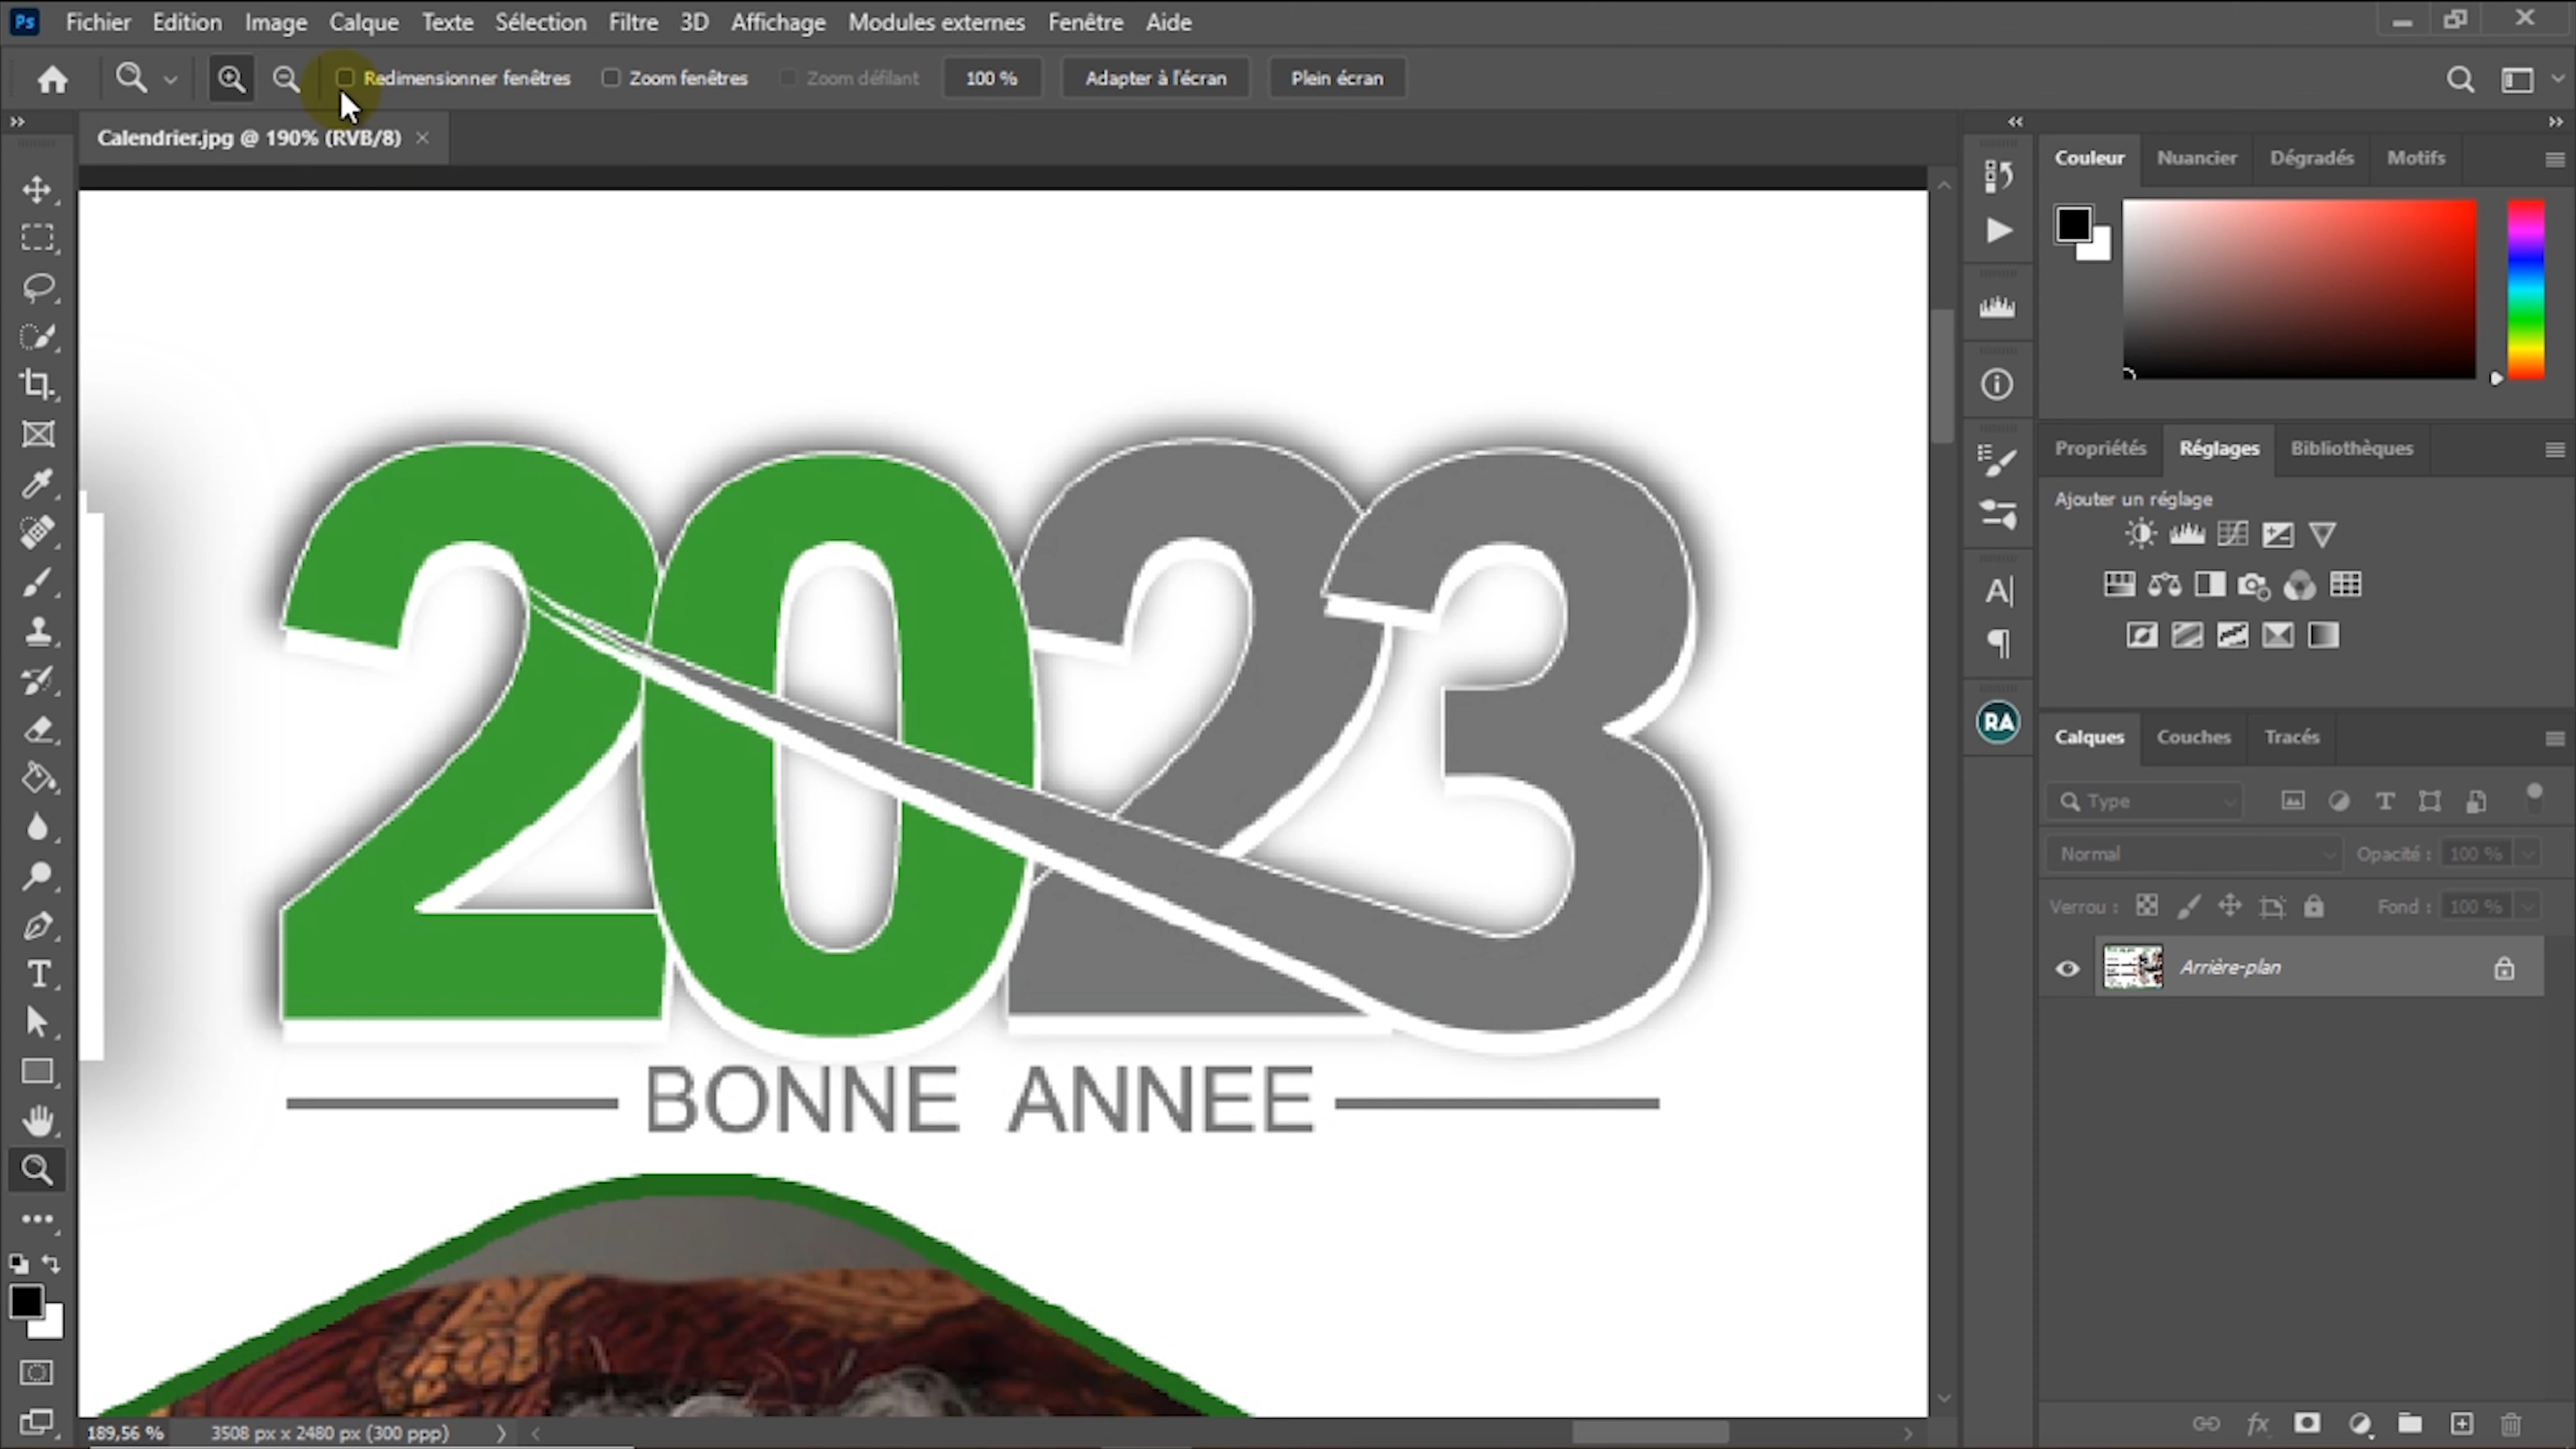 Ps Fichier Edition Image Calque Texte Sélection Filtre 3D Affichage Modules externes Fenêtre Aide
Redimensionner fenêtres Zoom fenêtres Zoom défilant 100 % Adapter à l'écran Plein écran
Calendrier.jpg @ 190% (RVB/8) ×
Couleur Nuancier Dégradés Motifs
Propriétés Réglages Bibliothèques
Ajouter un réglage
2023
BONNE ANNEE
RA
Calques Couches Tracés
Type
Normal Opacité : 100 %
Verrou : Fond : 100 %
Arrière-plan
189,56 % 3508 px x 2480 px (300 ppp)